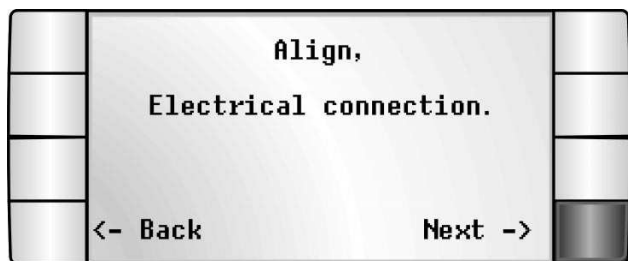 Align,
Electrical connection.
<- Back Next ->